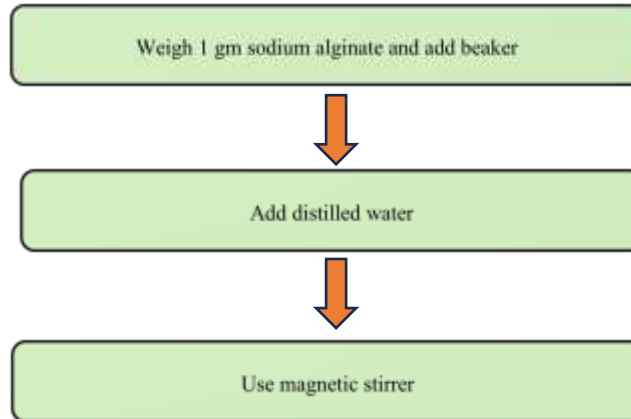 Weigh 1 gm sodium alginate and add beaker
Add distilled water
Use magnetic stirrer